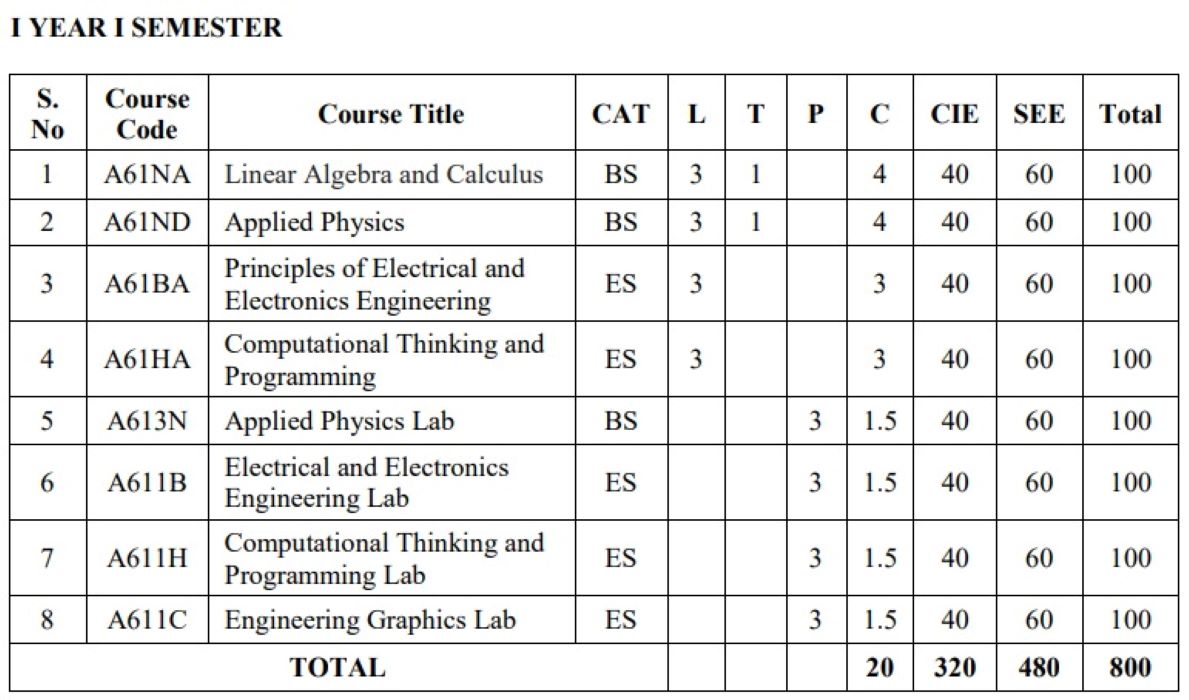 I YEAR I SEMESTER
S. No Course Code Course Title CAT L T P C CIE SEE Total
1 A61NA Linear Algebra and Calculus BS 3 1 4 40 60 100
2 A61ND Applied Physics BS 3 1 4 40 60 100
3 A61BA Principles of Electrical and Electronics Engineering ES 3 3 40 60 100
4 A61HA Computational Thinking and Programming ES 3 3 40 60 100
5 A613N Applied Physics Lab BS 3 1.5 40 60 100
6 A611B Electrical and Electronics Engineering Lab ES 3 1.5 40 60 100
7 A611H Computational Thinking and Programming Lab ES 3 1.5 40 60 100
8 A611C Engineering Graphics Lab ES 3 1.5 40 60 100
TOTAL 20 320 480 800